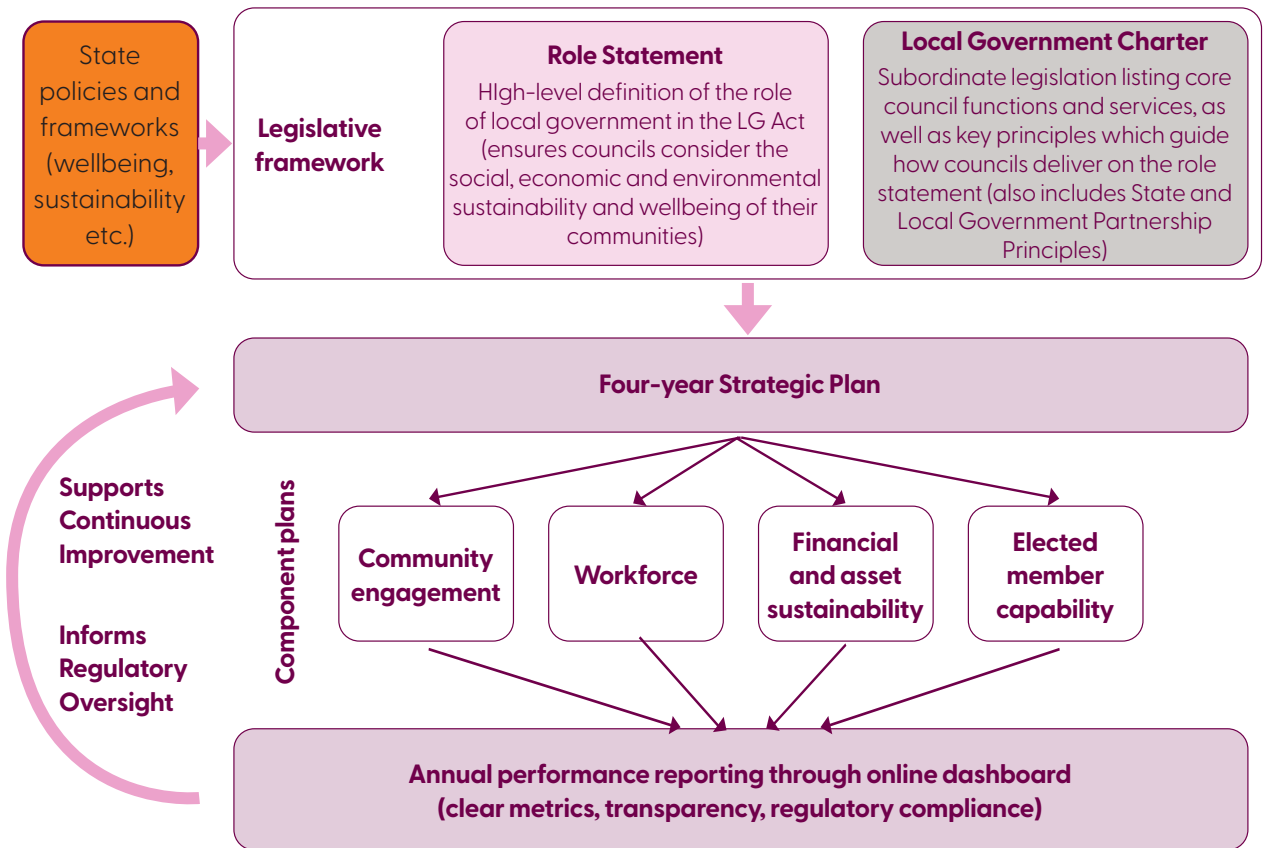 State
policies and
frameworks
(wellbeing,
sustainability
etc.)
Legislative
framework
Role Statement
HIgh-level definition of the role
of local government in the LG Act
(ensures councils consider the
social, economic and environmental
sustainability and wellbeing of their
communities)
Local Government Charter
Subordinate legislation listing core
council functions and services, as
well as key principles which guide
how councils deliver on the role
statement (also includes State and
Local Government Partnership
Principles)
Four-year Strategic Plan
Supports
Continuous
Improvement
Informs
Regulatory
Oversight
Component plans
Community
engagement
Workforce
Financial
and asset
sustainability
Elected
member
capability
Annual performance reporting through online dashboard
(clear metrics, transparency, regulatory compliance)